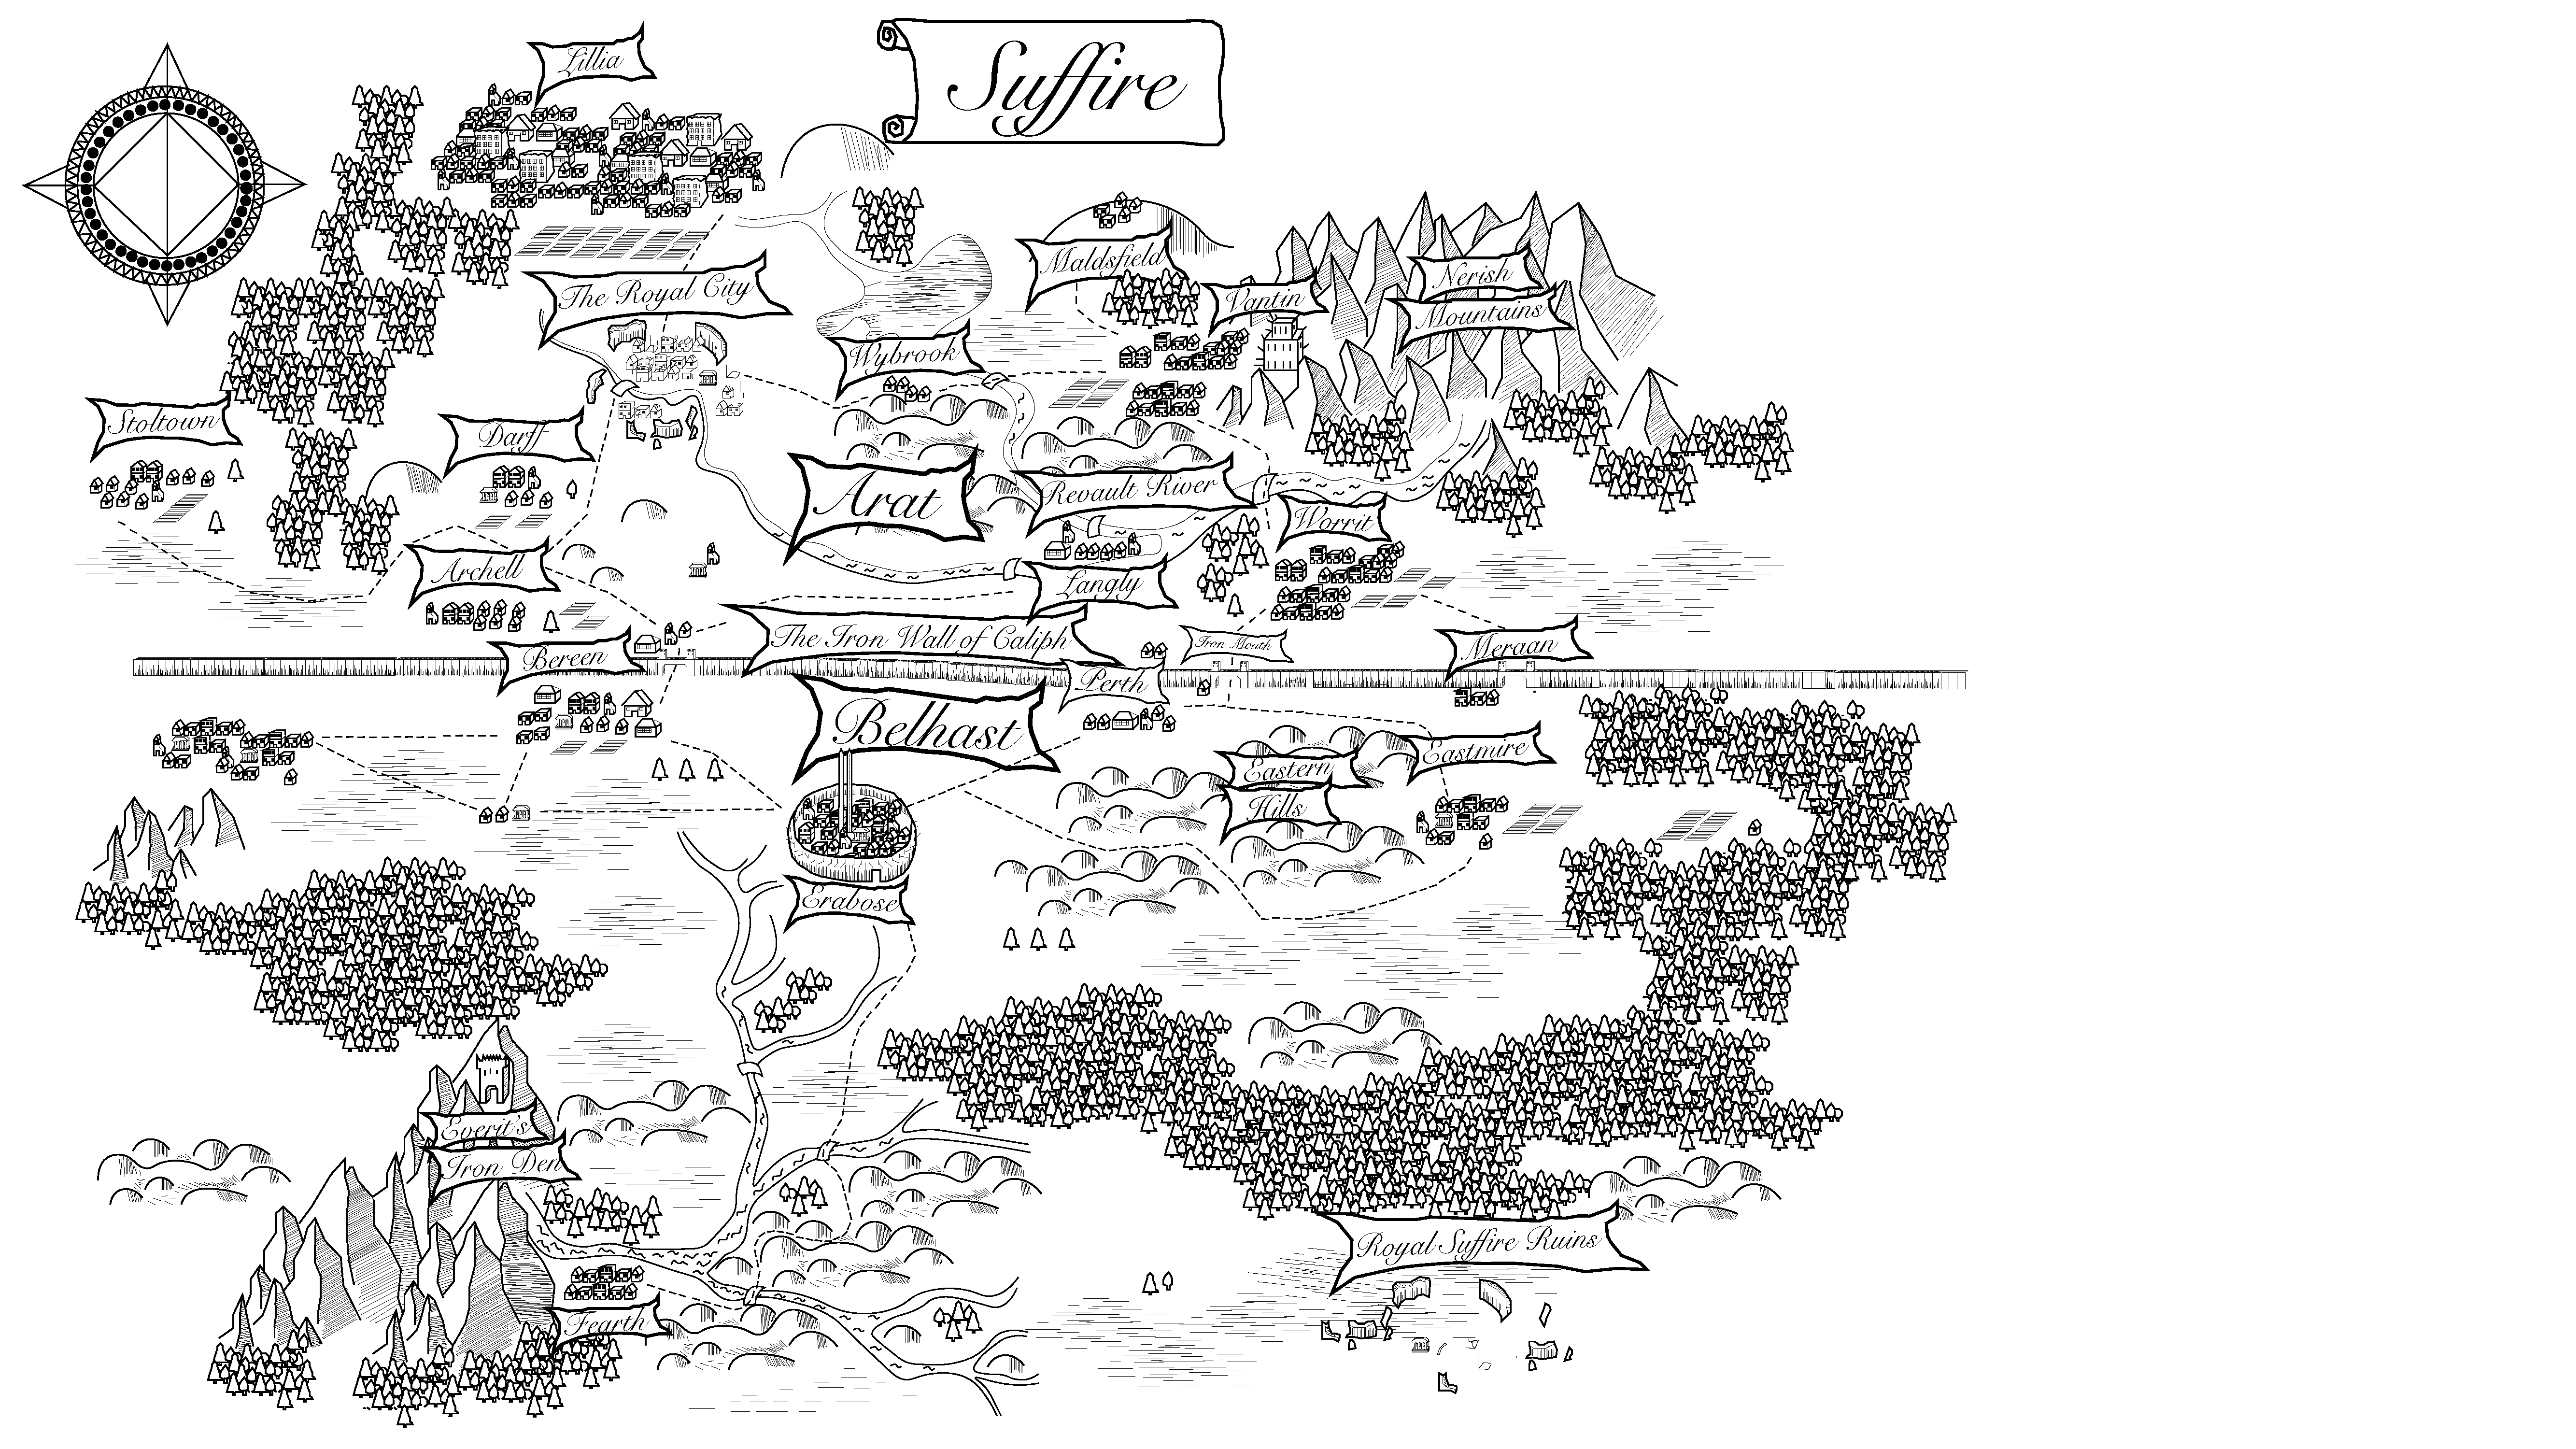 Suffire
Lillia
The Royal City
Maldsfield
Vantin
Nerish
Mountains
Wybrook
Stoltown
Darff
Arat
Revault River
Worrit
Archell
Langly
The Iron Wall of Caliph
Iron Mouth
Bereen
Meraan
Perth
Belhast
Eastern
Hills
Eastmire
Erabose
Everit's
Iron Den
Royal Suffire Ruins
Fearth